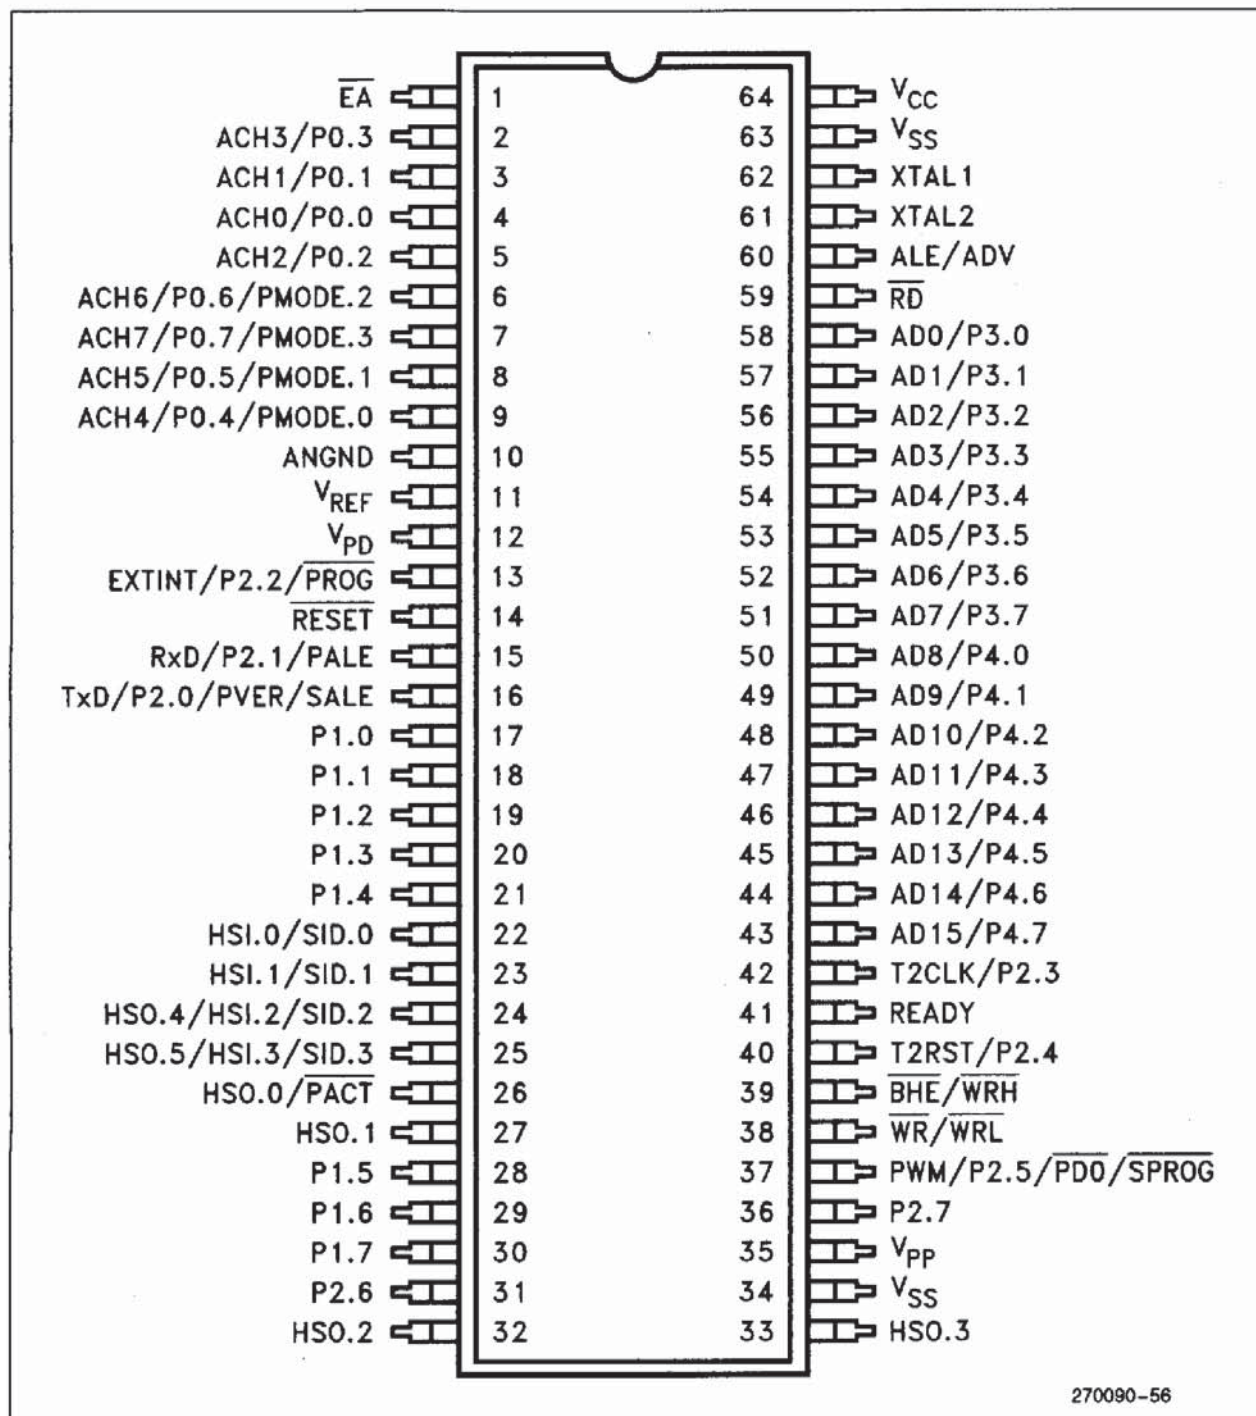 E̅A̅ 1 64 VCC
ACH3/P0.3 2 63 VSS
ACH1/P0.1 3 62 XTAL1
ACH0/P0.0 4 61 XTAL2
ACH2/P0.2 5 60 ALE/ADV
ACH6/P0.6/PMODE.2 6 59 R̅D̅
ACH7/P0.7/PMODE.3 7 58 AD0/P3.0
ACH5/P0.5/PMODE.1 8 57 AD1/P3.1
ACH4/P0.4/PMODE.0 9 56 AD2/P3.2
ANGND 10 55 AD3/P3.3
VREF 11 54 AD4/P3.4
VPD 12 53 AD5/P3.5
EXTINT/P2.2/P̅R̅O̅G̅ 13 52 AD6/P3.6
R̅E̅S̅E̅T̅ 14 51 AD7/P3.7
RxD/P2.1/PALE 15 50 AD8/P4.0
TxD/P2.0/PVER/SALE 16 49 AD9/P4.1
P1.0 17 48 AD10/P4.2
P1.1 18 47 AD11/P4.3
P1.2 19 46 AD12/P4.4
P1.3 20 45 AD13/P4.5
P1.4 21 44 AD14/P4.6
HSI.0/SID.0 22 43 AD15/P4.7
HSI.1/SID.1 23 42 T2CLK/P2.3
HSO.4/HSI.2/SID.2 24 41 READY
HSO.5/HSI.3/SID.3 25 40 T2RST/P2.4
HSO.0/P̅A̅C̅T̅ 26 39 B̅H̅E̅/W̅R̅H̅
HSO.1 27 38 W̅R̅/W̅R̅L̅
P1.5 28 37 PWM/P2.5/P̅D̅O̅/S̅P̅R̅O̅G̅
P1.6 29 36 P2.7
P1.7 30 35 VPP
P2.6 31 34 VSS
HSO.2 32 33 HSO.3
270090-56